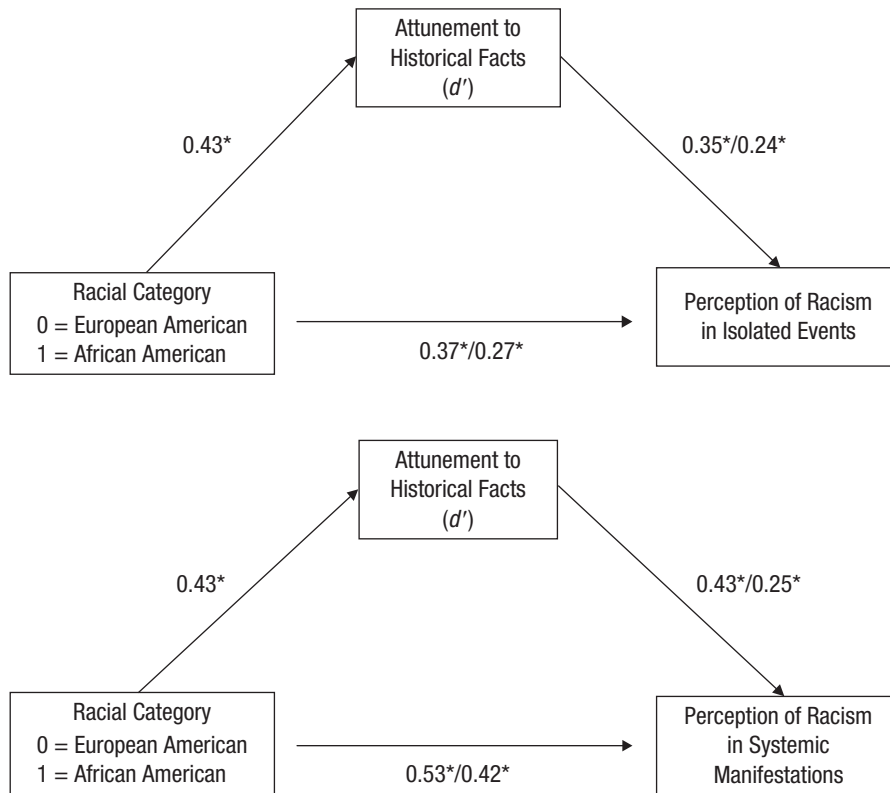 Attunement to
Historical Facts
(d′)
0.43*
0.35*/0.24*
Racial Category
0 = European American
1 = African American
0.37*/0.27*
Perception of Racism
in Isolated Events
Attunement to
Historical Facts
(d′)
0.43*
0.43*/0.25*
Racial Category
0 = European American
1 = African American
0.53*/0.42*
Perception of Racism
in Systemic
Manifestations